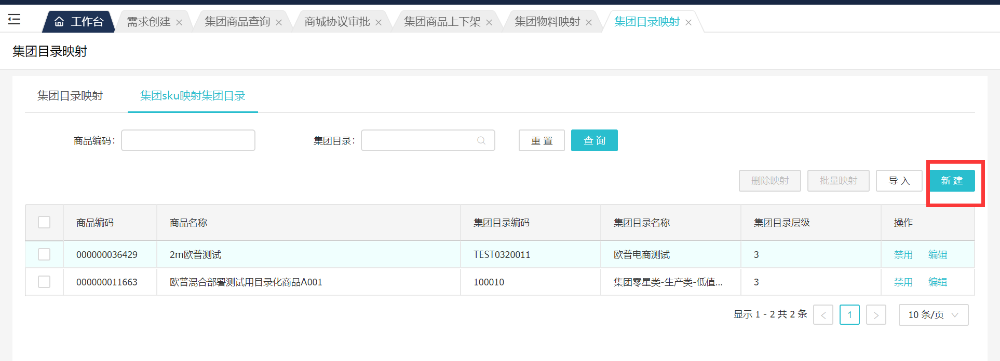 工作台 需求创建 集团商品查询 商城协议审批 集团商品上下架 集团物料映射 集团目录映射
集团目录映射
集团目录映射 集团sku映射集团目录
商品编码: 集团目录: 重 置 查 询
删除映射 批量映射 导 入 新 建
商品编码 商品名称 集团目录编码 集团目录名称 集团目录层级 操作
000000036429 2m欧普测试 TEST0320011 欧普电商测试 3 禁用 编辑
000000011663 欧普混合部署测试用目录化商品A001 100010 集团零星类-生产类-低值... 3 禁用 编辑
显示 1 - 2 共 2 条 < 1 > 10 条/页